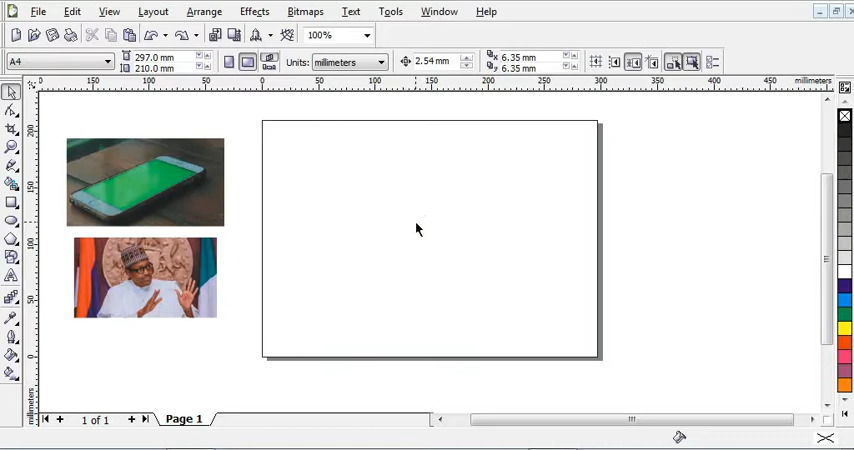 File Edit View Layout Arrange Effects Bitmaps Text Tools Window Help
100%
A4 297.0 mm 210.0 mm Units: millimeters 2.54 mm 6.35 mm 6.35 mm
150 100 50 0 50 100 150 200 250 300 350 400 450 millimeters
200
150
100
50
0
millimeters
1 of 1 Page 1